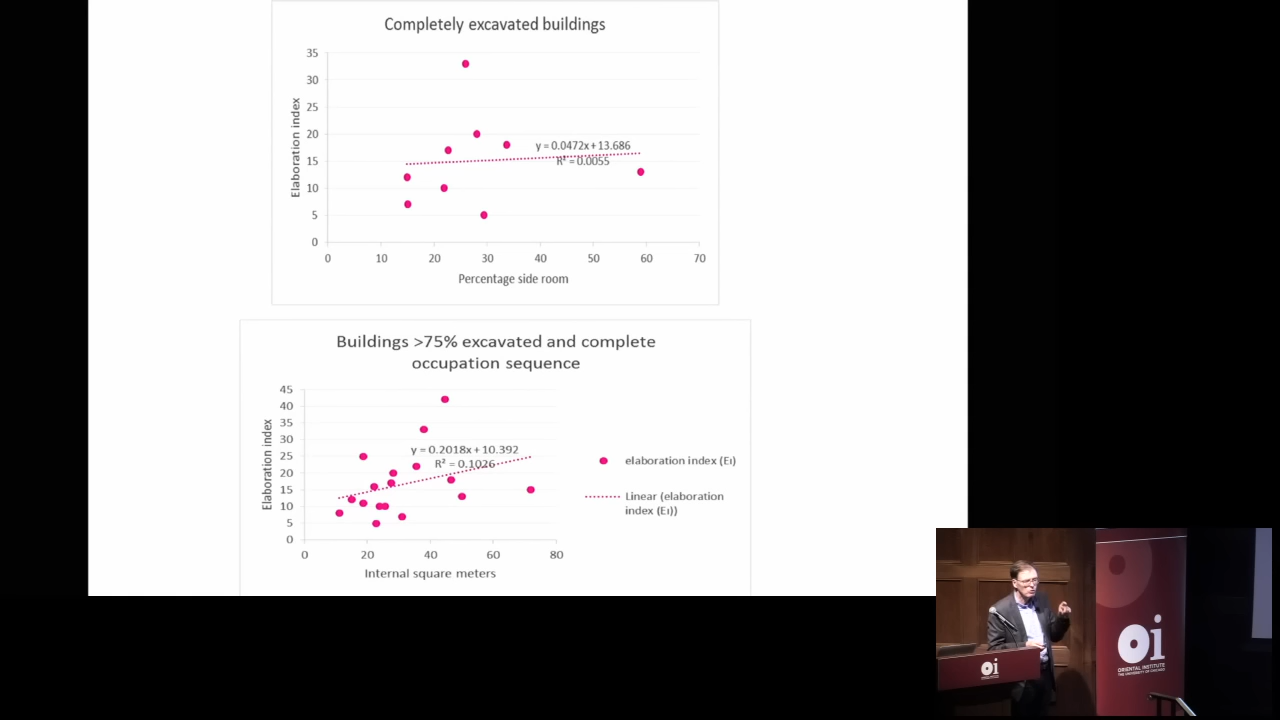 Completely excavated buildings
35
30
25
20
15
10
5
0
Elaboration index
y = 0.0472x + 13.686
R² = 0.0055
0 10 20 30 40 50 60 70
Percentage side room
Buildings >75% excavated and complete
occupation sequence
45
40
35
30
25
20
15
10
5
0
Elaboration index
y = 0.2018x + 10.392
R² = 0.1026
0 20 40 60 80
Internal square meters
elaboration index (Eı)
Linear (elaboration
index (Eı))
oi
oi
ORIENTAL INSTITUTE
THE UNIVERSITY OF CHICAGO